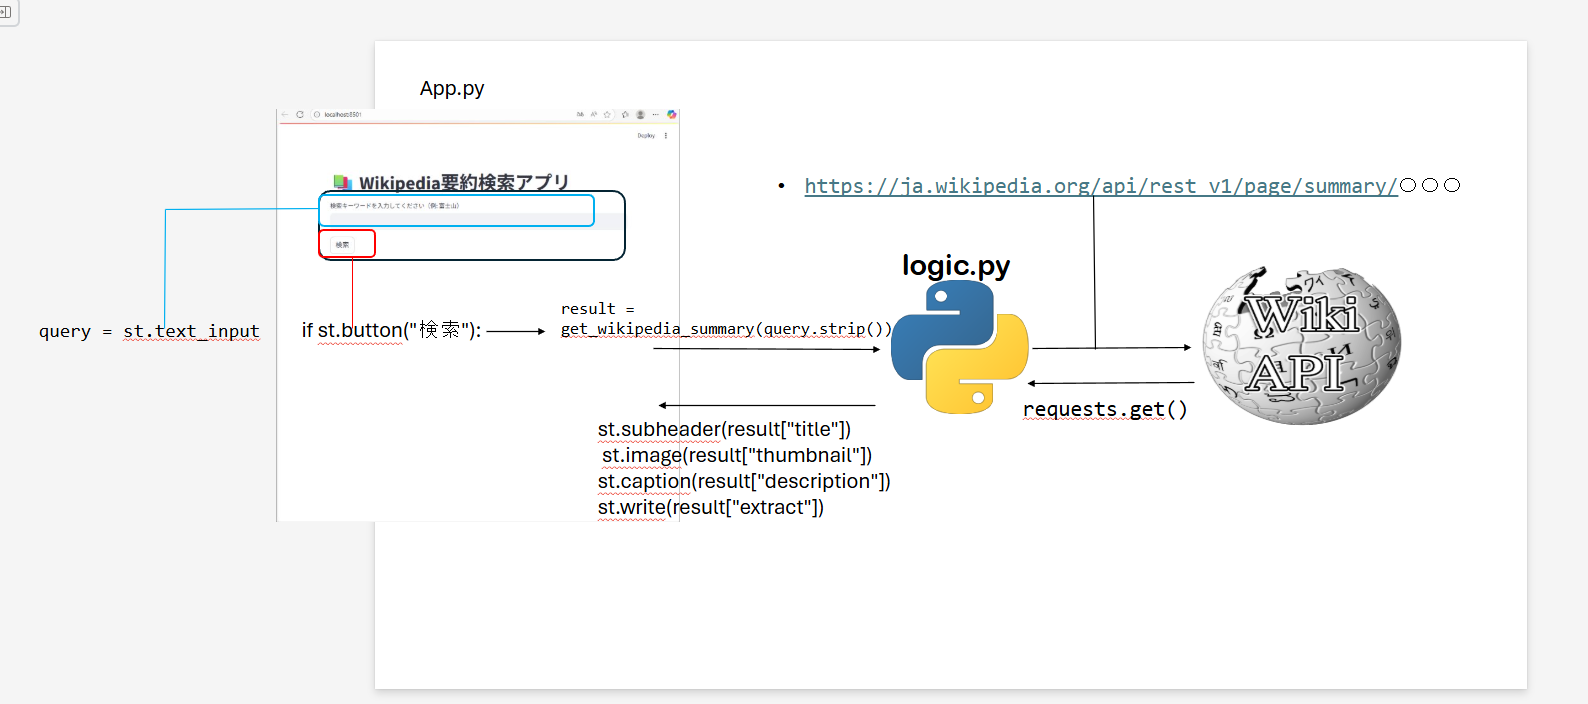 App.py
localhost:8501
Deploy
Wikipedia要約検索アプリ
検索キーワードを入力してください（例: 富士山）
検索
• https://ja.wikipedia.org/api/rest_v1/page/summary/〇〇〇
logic.py
query = st.text_input
if st.button("検索"):
result =
get_wikipedia_summary(query.strip())
Wiki
API
requests.get()
st.subheader(result["title"])
st.image(result["thumbnail"])
st.caption(result["description"])
st.write(result["extract"])